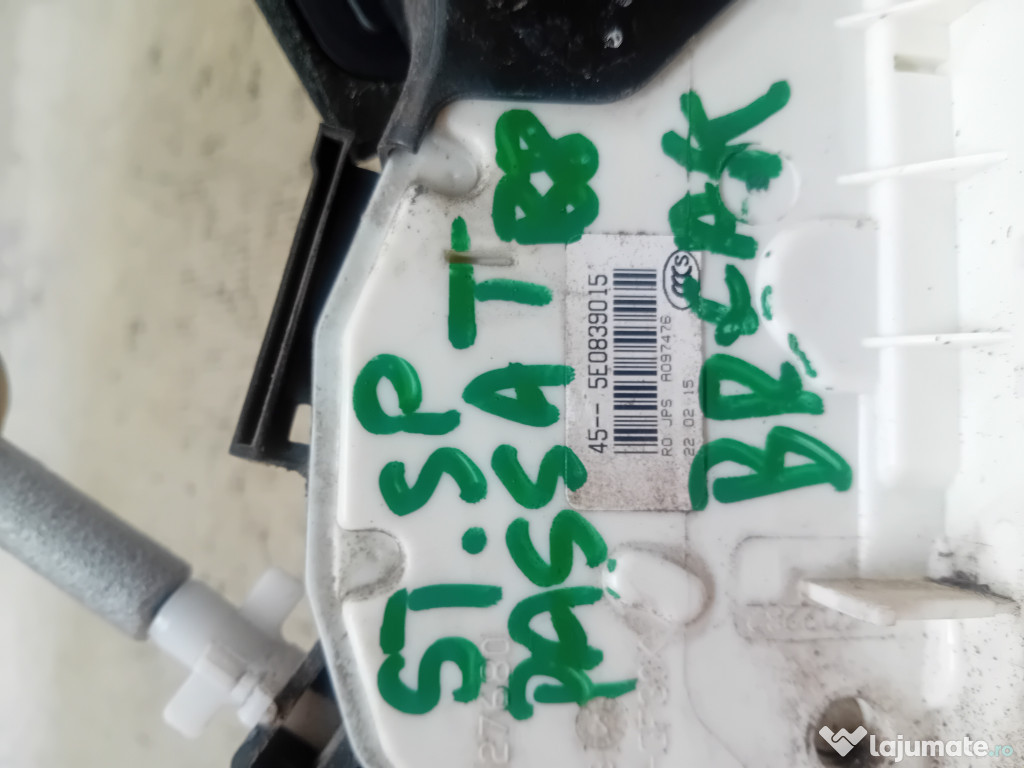 ST.SP
PASSAT B8
BREAK
45-- 5E0839015
RO JPS A097476
22.02.15
lajumate.ro